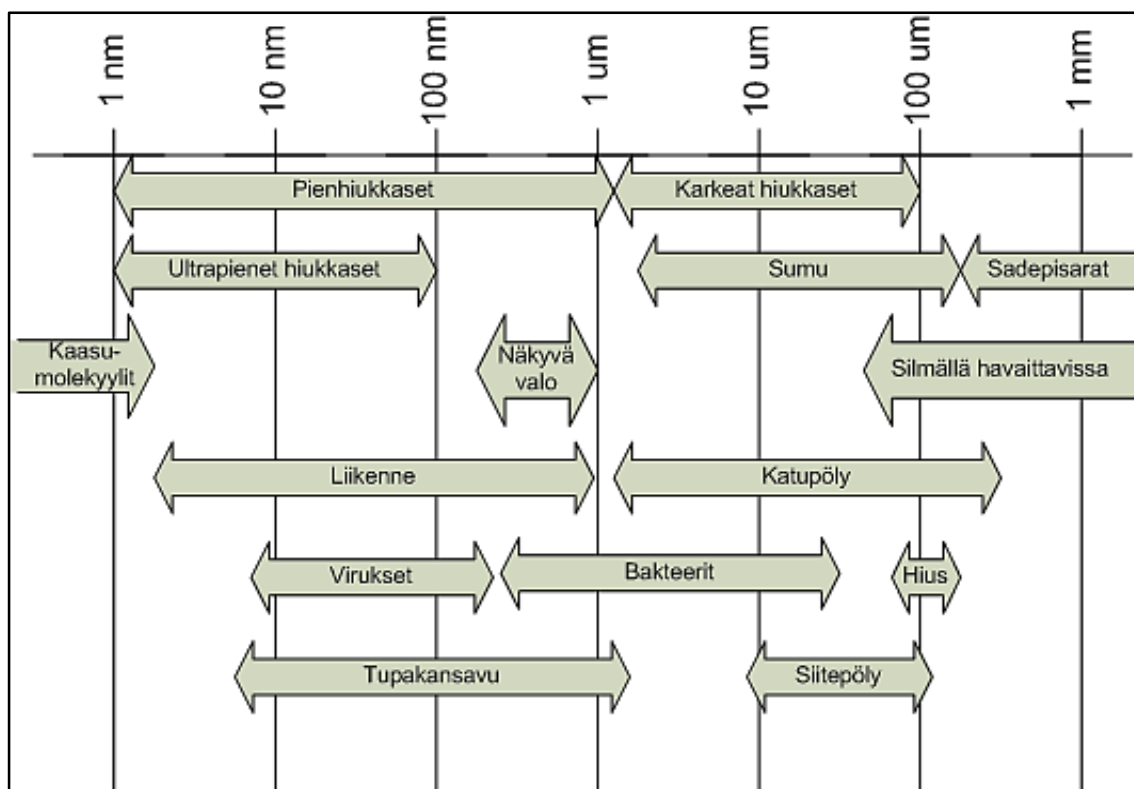 1 nm
10 nm
100 nm
1 um
10 um
100 um
1 mm
Pienhiukkaset
Karkeat hiukkaset
Ultrapienet hiukkaset
Sumu
Sadepisarat
Kaasu-
molekyylit
Näkyvä
valo
Silmällä havaittavissa
Liikenne
Katupöly
Virukset
Bakteerit
Hius
Tupakansavu
Siitepöly